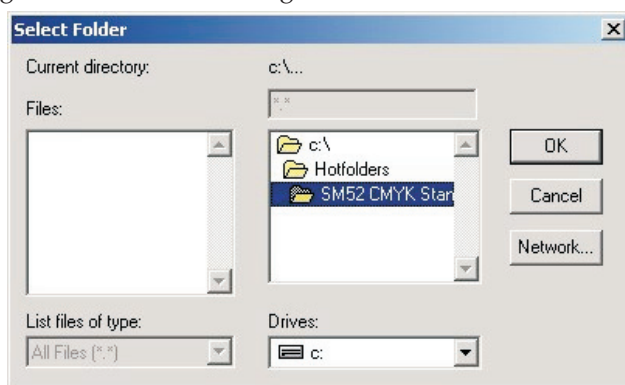 Select Folder
Current directory:
c:\...
Files:
*.*
c:\
Hotfolders
SM52 CMYK Stan
OK
Cancel
Network...
List files of type:
All Files (*.*)
Drives:
c: